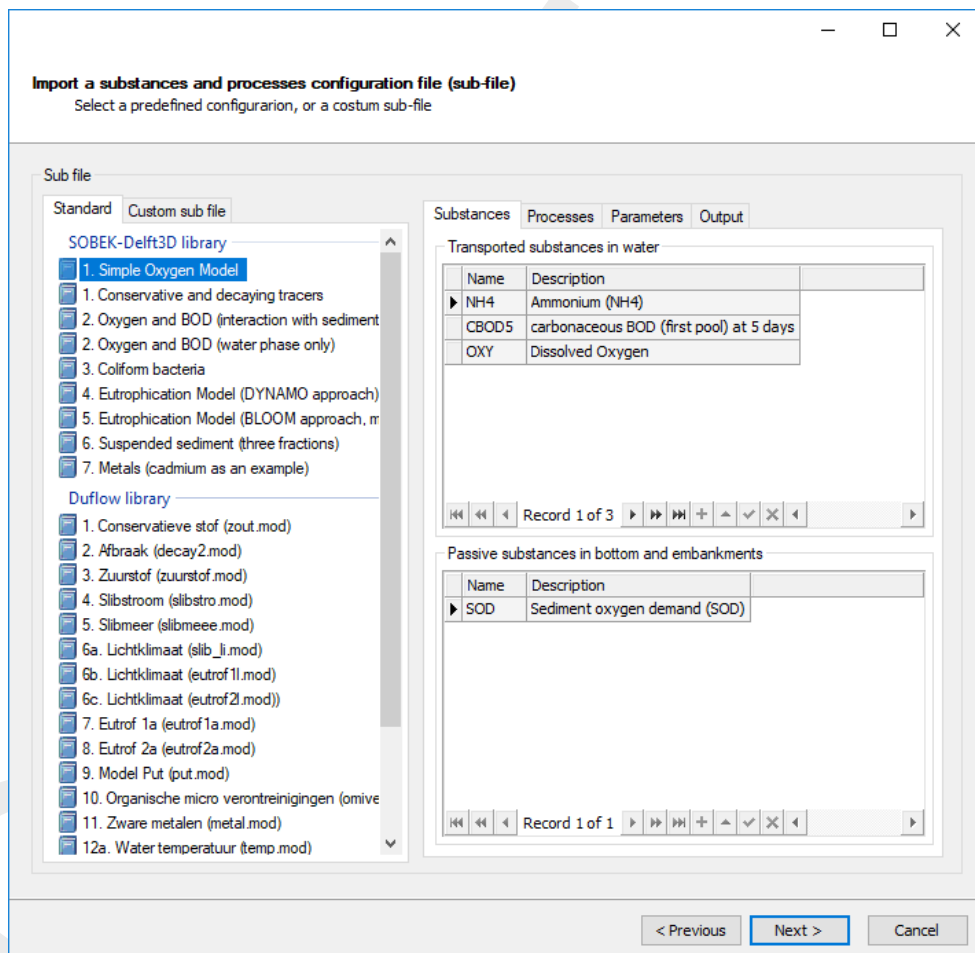 Import a substances and processes configuration file (sub-file)
Select a predefined configurarion, or a costum sub-file
Sub file
Standard
Custom sub file
SOBEK-Delft3D library
1. Simple Oxygen Model
1. Conservative and decaying tracers
2. Oxygen and BOD (interaction with sediment
2. Oxygen and BOD (water phase only)
3. Coliform bacteria
4. Eutrophication Model (DYNAMO approach)
5. Eutrophication Model (BLOOM approach, m
6. Suspended sediment (three fractions)
7. Metals (cadmium as an example)
Duflow library
1. Conservatieve stof (zout.mod)
2. Afbraak (decay2.mod)
3. Zuurstof (zuurstof.mod)
4. Slibstroom (slibstro.mod)
5. Slibmeer (slibmeee.mod)
6a. Lichtklimaat (slib_li.mod)
6b. Lichtklimaat (eutrof1l.mod)
6c. Lichtklimaat (eutrof2l.mod))
7. Eutrof 1a (eutrof1a.mod)
8. Eutrof 2a (eutrof2a.mod)
9. Model Put (put.mod)
10. Organische micro verontreinigingen (omive
11. Zware metalen (metal.mod)
12a. Water temperatuur (temp.mod)
Substances Processes Parameters Output
Transported substances in water
Name Description
NH4 Ammonium (NH4)
CBOD5 carbonaceous BOD (first pool) at 5 days
OXY Dissolved Oxygen
Record 1 of 3
Passive substances in bottom and embankments
Name Description
SOD Sediment oxygen demand (SOD)
Record 1 of 1
< Previous Next > Cancel